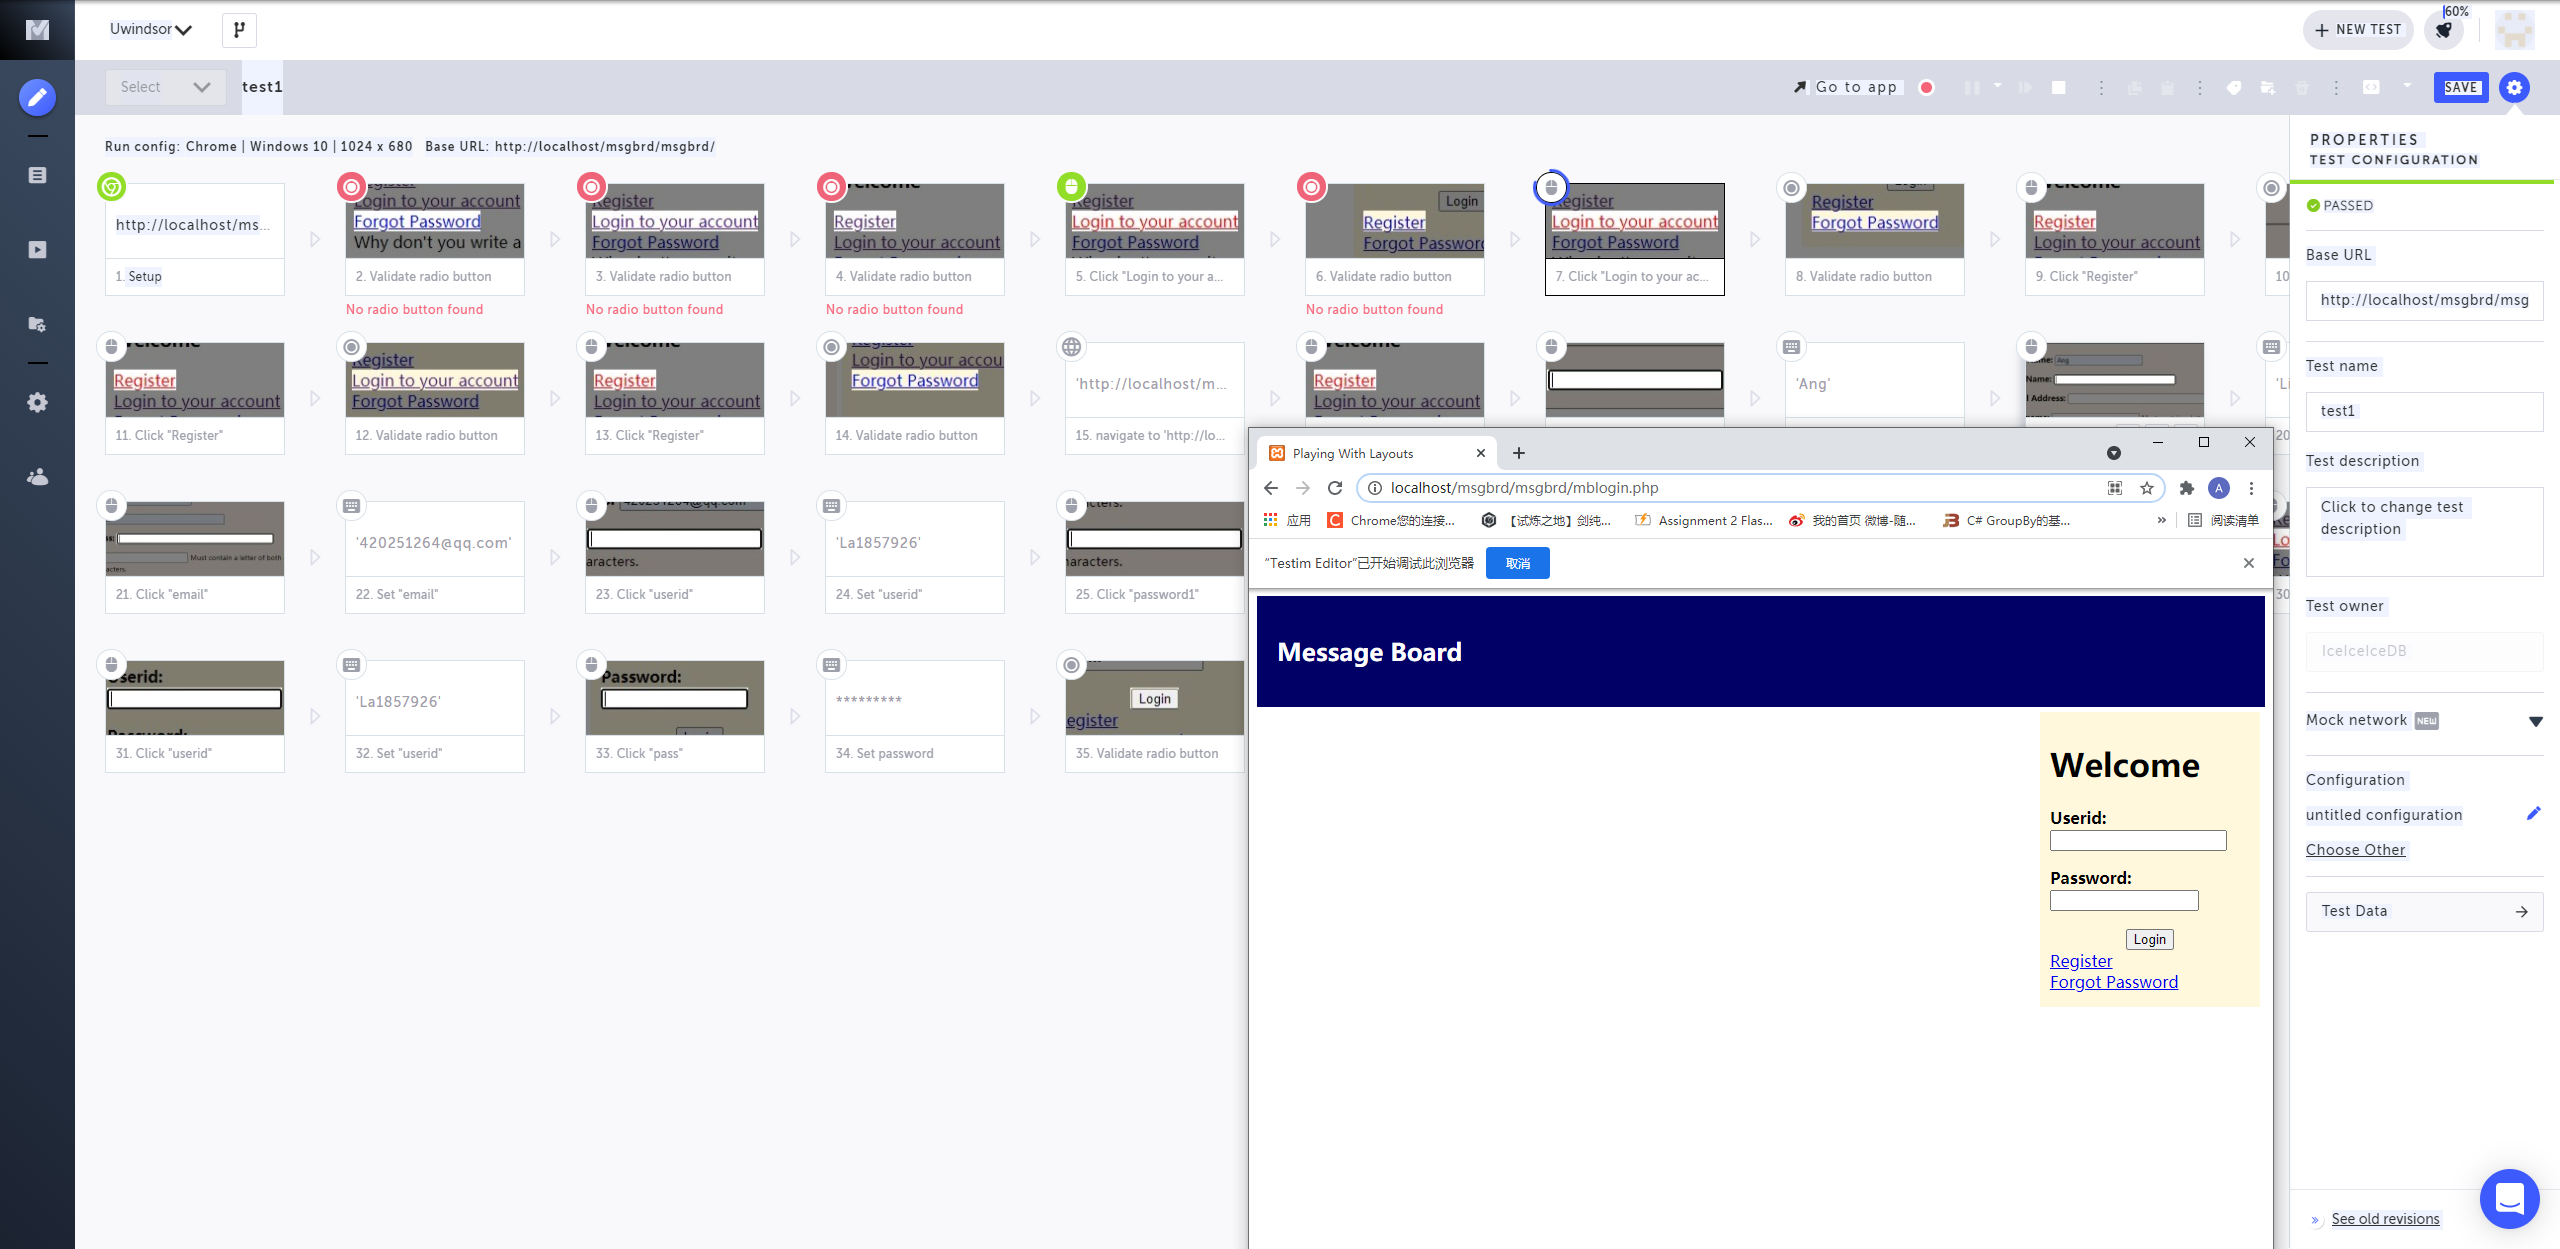 Uwindsor
60%
NEW TEST
Select
test1
Go to app
SAVE
Run config: Chrome | Windows 10 | 1024 x 680 Base URL: http://localhost/msgbrd/msgbrd/
PROPERTIES
TEST CONFIGURATION
PASSED
Base URL
http://localhost/msgbrd/msg
Test name
test1
Test description
Click to change test
description
Test owner
IceIceIceDB
Mock network NEW
Configuration
untitled configuration
Choose Other
Test Data
See old revisions
http://localhost/ms...
1. Setup
Login to your account
Forgot Password
Why don't you write a
2. Validate radio button
No radio button found
Register
Login to your account
Forgot Password
3. Validate radio button
No radio button found
Register
Login to your account
4. Validate radio button
No radio button found
Register
Login to your account
Forgot Password
5. Click "Login to your a...
Login
Register
Forgot Password
6. Validate radio button
No radio button found
Register
Login to your account
Forgot Password
7. Click "Login to your ac...
Register
Forgot Password
8. Validate radio button
Welcome
Register
Login to your account
9. Click "Register"
10
Welcome
Register
Login to your account
11. Click "Register"
Register
Login to your account
Forgot Password
12. Validate radio button
Register
Login to your account
13. Click "Register"
Login to your accou
Forgot Password
14. Validate radio button
'http://localhost/m...
15. navigate to 'http://lo...
Welcome
Register
Login to your account
'Ang'
Ang
Name:
l Address:
'Li
20
Must contain a letter of both
21. Click "email"
'420251264@qq.com'
22. Set "email"
420251264@qq.com
aracters.
23. Click "userid"
'La1857926'
24. Set "userid"
aracters.
25. Click "password1"
30
Userid:
31. Click "userid"
'La1857926'
32. Set "userid"
Password:
33. Click "pass"
*********
34. Set password
Login
egister
35. Validate radio button
Playing With Layouts
localhost/msgbrd/msgbrd/mblogin.php
A
应用
Chrome您的连接...
【试炼之地】剑纯...
Assignment 2 Flas...
我的首页 微博-随...
C# GroupBy的基...
阅读清单
“Testim Editor”已开始调试此浏览器
取消
Message Board
Welcome
Userid:
Password:
Login
Register
Forgot Password